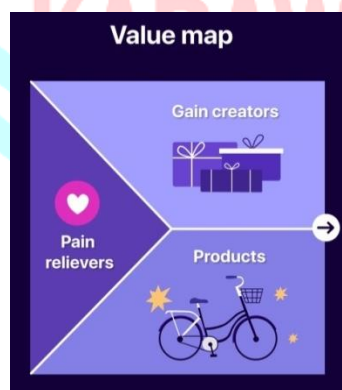 Value map
Gain creators
Pain
relievers
Products